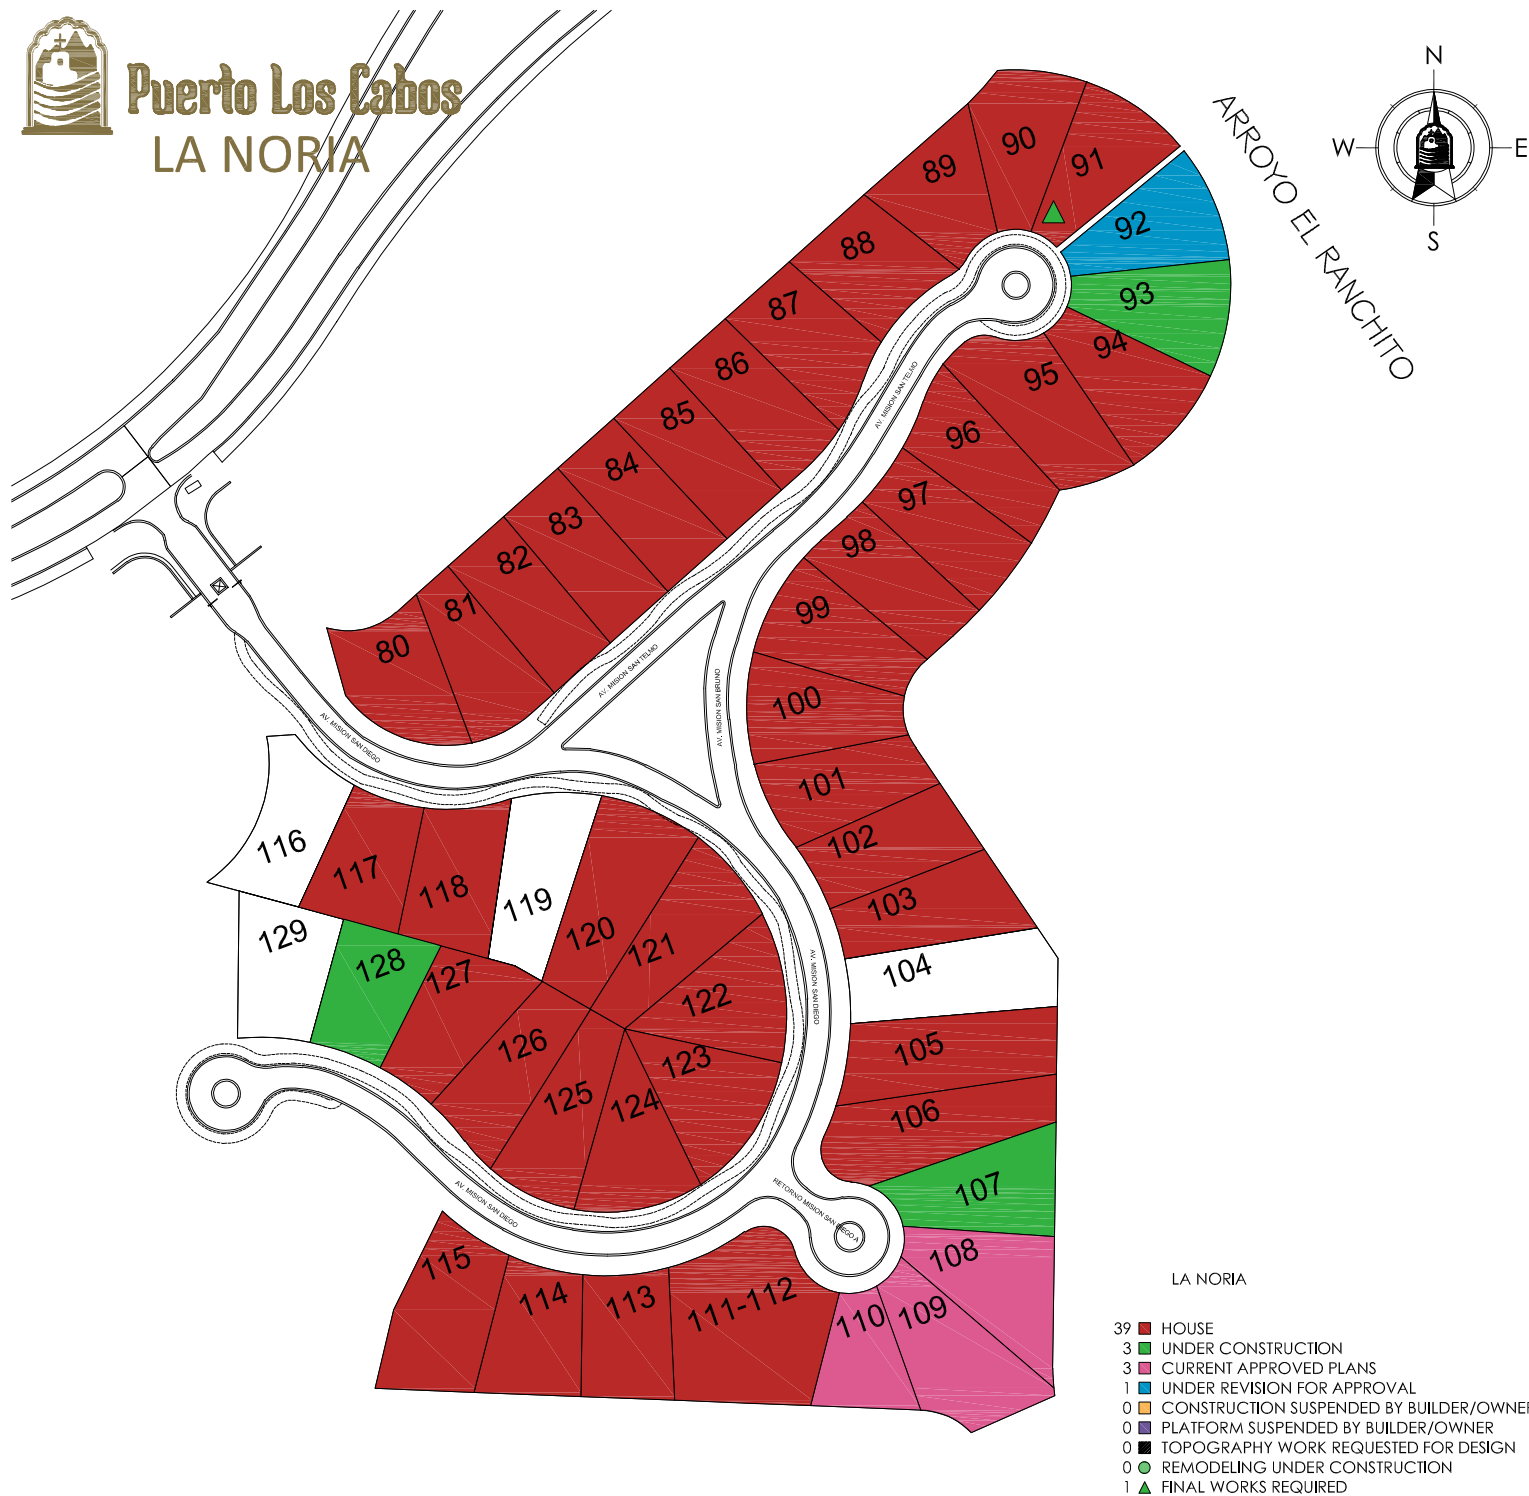 Puerto Los Cabos
LA NORIA
N
W
E
S
ARROYO EL RANCHITO
80
81
82
83
84
85
86
87
88
89
90
91
92
93
94
95
96
97
98
99
100
101
102
103
104
105
106
107
108
109
110
111-112
113
114
115
116
117
118
119
120
121
122
123
124
125
126
127
128
129
AV. MISION SAN TELMO
AV. MISION SAN TELMO
AV. MISION SAN BRUNO
AV. MISION SAN DIEGO
AV. MISION SAN DIEGO
AV. MISION SAN DIEGO
RETORNO MISION SAN DIEGO A
LA NORIA
39 HOUSE
3 UNDER CONSTRUCTION
3 CURRENT APPROVED PLANS
1 UNDER REVISION FOR APPROVAL
0 CONSTRUCTION SUSPENDED BY BUILDER/OWNER
0 PLATFORM SUSPENDED BY BUILDER/OWNER
0 TOPOGRAPHY WORK REQUESTED FOR DESIGN
0 REMODELING UNDER CONSTRUCTION
1 FINAL WORKS REQUIRED